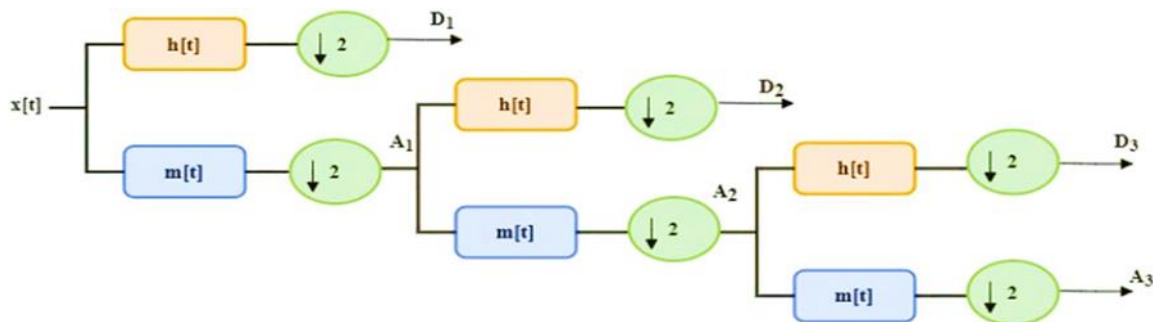 D₁
h[t] 2
D₂
x[t] h[t] 2
A₁ D₃
m[t] 2 h[t] 2
A₂
m[t] 2
A₃
m[t] 2